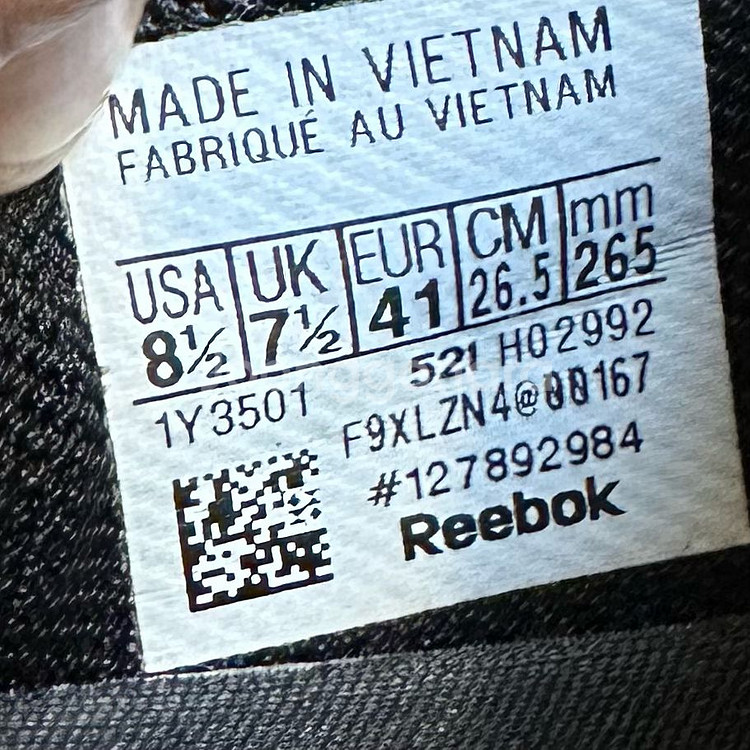 MADE IN VIETNAM
FABRIQUÉ AU VIETNAM
USA UK EUR CM mm
8½ 7½ 41 26.5 265
1Y3501 521 H02992
F9XLZN4@00167
#127892984
Reebok